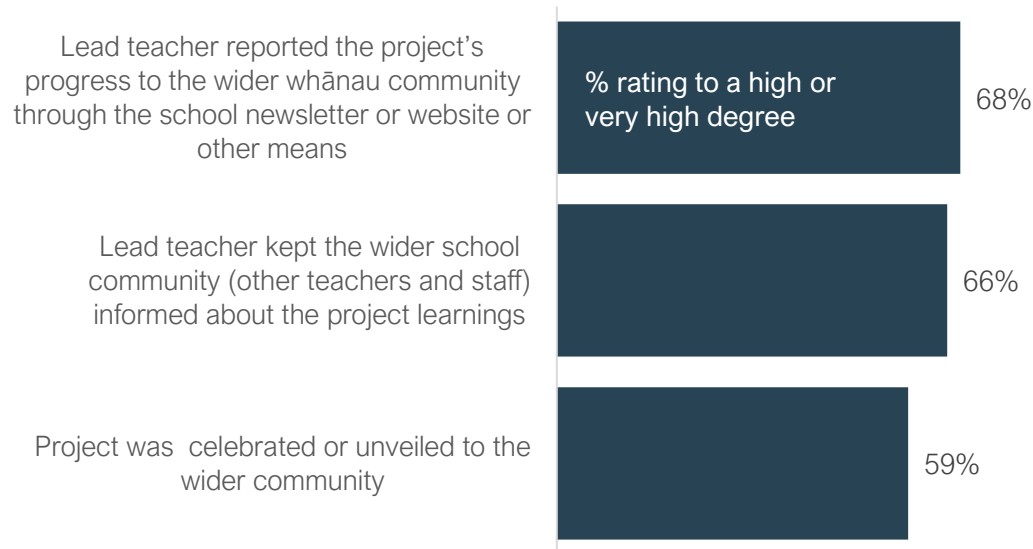 Lead teacher reported the project's
progress to the wider whānau community
through the school newsletter or website or
other means
% rating to a high or
very high degree
68%
Lead teacher kept the wider school
community (other teachers and staff)
informed about the project learnings
66%
Project was  celebrated or unveiled to the
wider community
59%